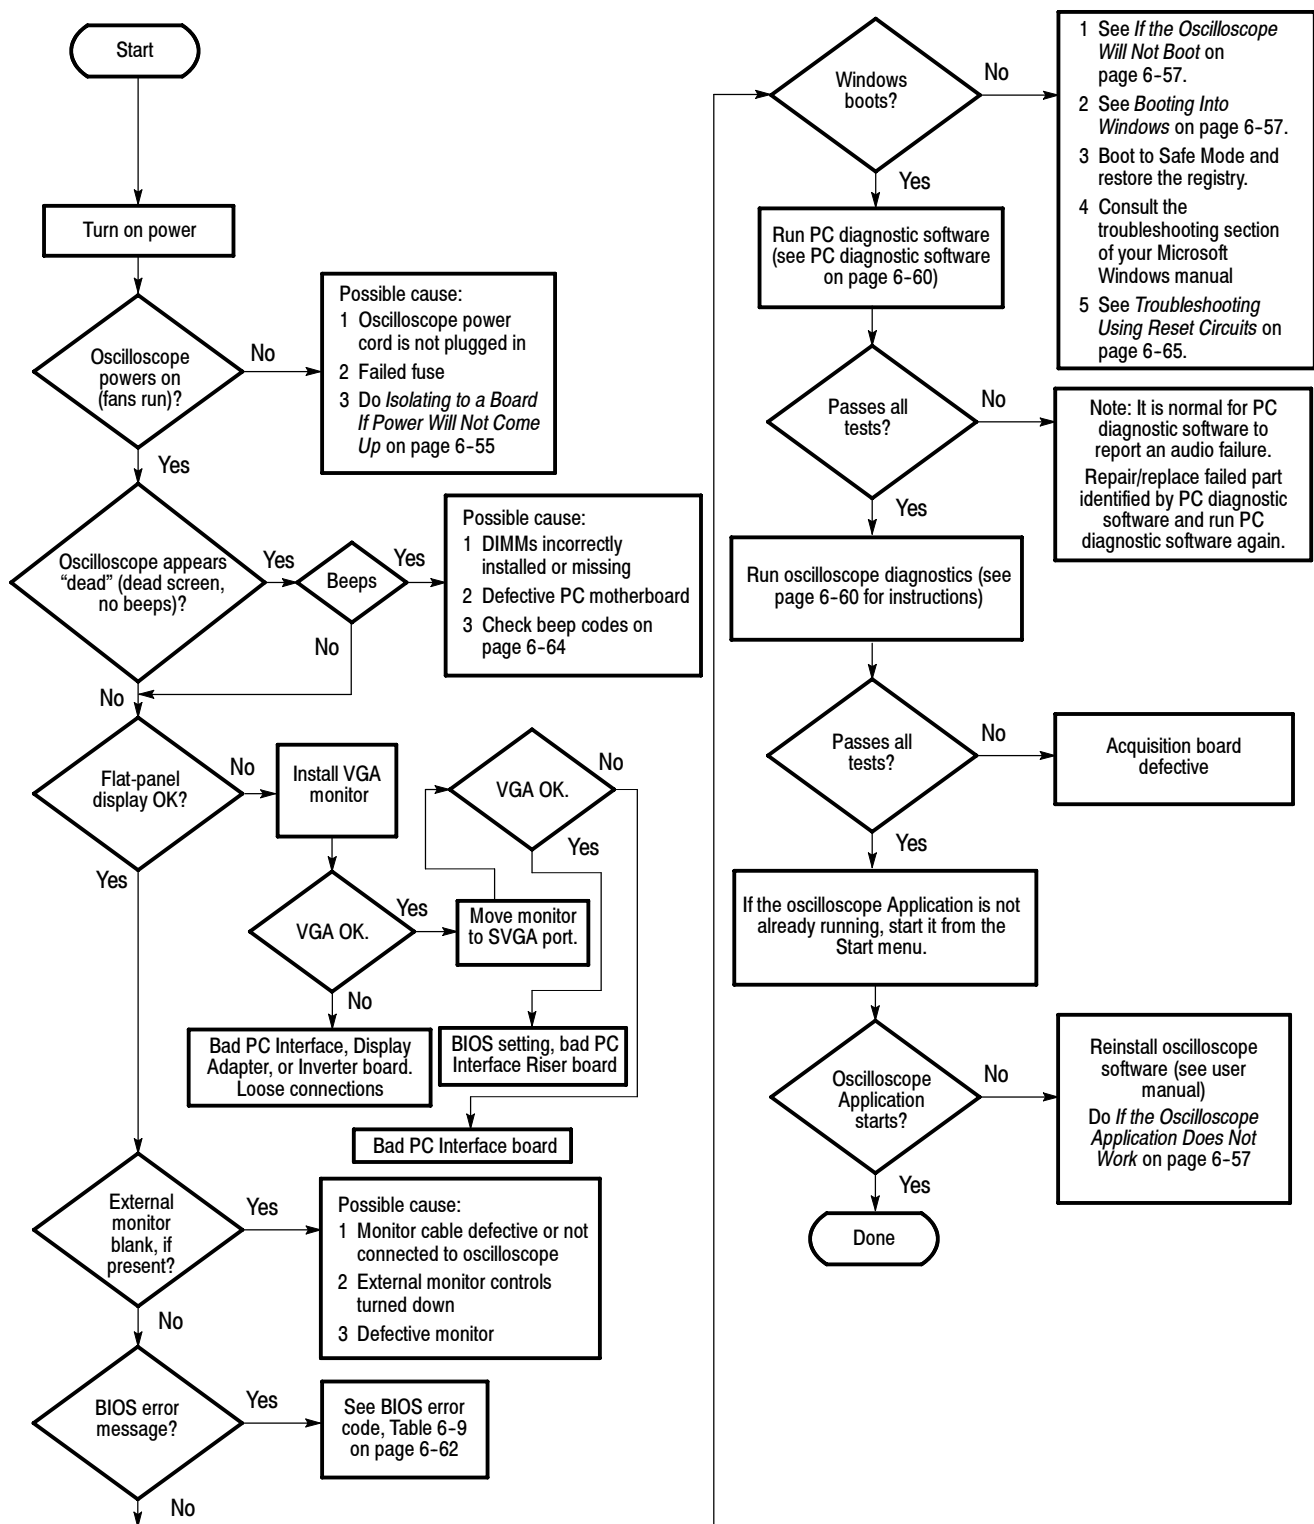 Start
Turn on power
Oscilloscope
powers on
(fans run)?
No
Possible cause:
1 Oscilloscope power
cord is not plugged in
2 Failed fuse
3 Do Isolating to a Board
If Power Will Not Come
Up on page 6-55
Yes
Oscilloscope appears
“dead” (dead screen,
no beeps)?
Yes
Beeps
Yes
Possible cause:
1 DIMMs incorrectly
installed or missing
2 Defective PC motherboard
3 Check beep codes on
page 6-64
No
No
Flat-panel
display OK?
No
Install VGA
monitor
VGA OK.
Yes
Move monitor
to SVGA port.
VGA OK.
No
Yes
No
Bad PC Interface, Display
Adapter, or Inverter board.
Loose connections
BIOS setting, bad PC
Interface Riser board
Bad PC Interface board
Yes
External
monitor
blank, if
present?
Yes
Possible cause:
1 Monitor cable defective or not
connected to oscilloscope
2 External monitor controls
turned down
3 Defective monitor
No
BIOS error
message?
Yes
See BIOS error
code, Table 6-9
on page 6-62
No
Windows
boots?
No
1 See If the Oscilloscope
Will Not Boot on
page 6-57.
2 See Booting Into
Windows on page 6-57.
3 Boot to Safe Mode and
restore the registry.
4 Consult the
troubleshooting section
of your Microsoft
Windows manual
5 See Troubleshooting
Using Reset Circuits on
page 6-65.
Yes
Run PC diagnostic software
(see PC diagnostic software
on page 6-60)
Passes all
tests?
No
Note: It is normal for PC
diagnostic software to
report an audio failure.
Repair/replace failed part
identified by PC diagnostic
software and run PC
diagnostic software again.
Yes
Run oscilloscope diagnostics (see
page 6-60 for instructions)
Passes all
tests?
No
Acquisition board
defective
Yes
If the oscilloscope Application is not
already running, start it from the
Start menu.
Oscilloscope
Application
starts?
No
Reinstall oscilloscope
software (see user
manual)
Do If the Oscilloscope
Application Does Not
Work on page 6-57
Yes
Done